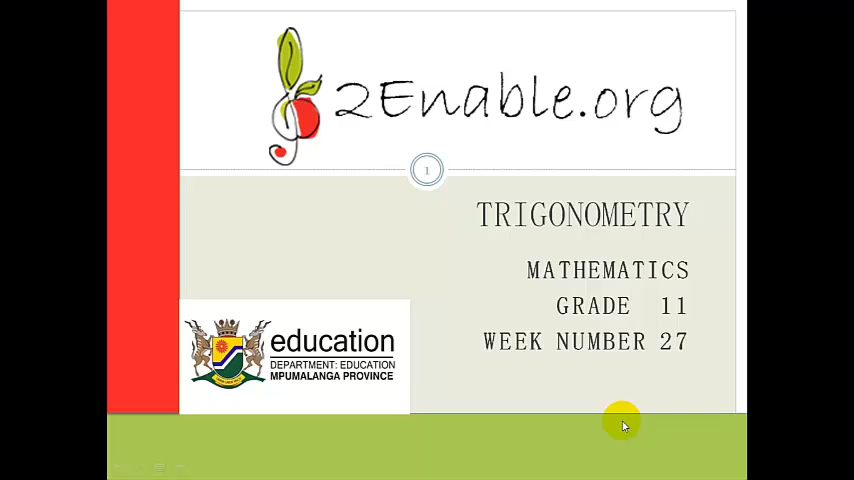 2Enable.org
1
TRIGONOMETRY
MATHEMATICS
GRADE 11
WEEK NUMBER 27
education
DEPARTMENT: EDUCATION
MPUMALANGA PROVINCE